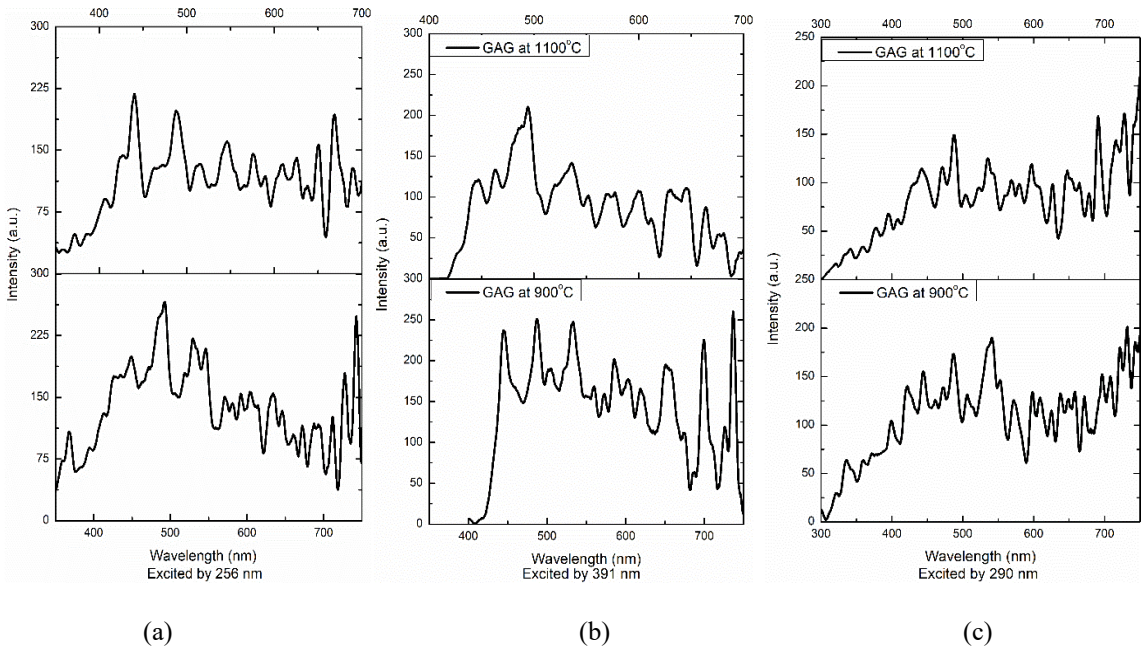 400 500 600 700
300
225
150
75
300
225
150
75
0
400 500 600 700
Intensity (a.u.)
Wavelength (nm)
Excited by 256 nm
(a)
400 500 600 700
300
250
200
150
100
50
300
250
200
150
100
50
0
400 500 600 700
GAG at 1100°C
GAG at 900°C
Intensity (a.u.)
Wavelength (nm)
Excited by 391 nm
(b)
300 400 500 600 700
250
200
150
100
50
250
200
150
100
50
0
300 400 500 600 700
GAG at 1100°C
GAG at 900°C
Intensity (a.u.)
Wavelength (nm)
Excited by 290 nm
(c)